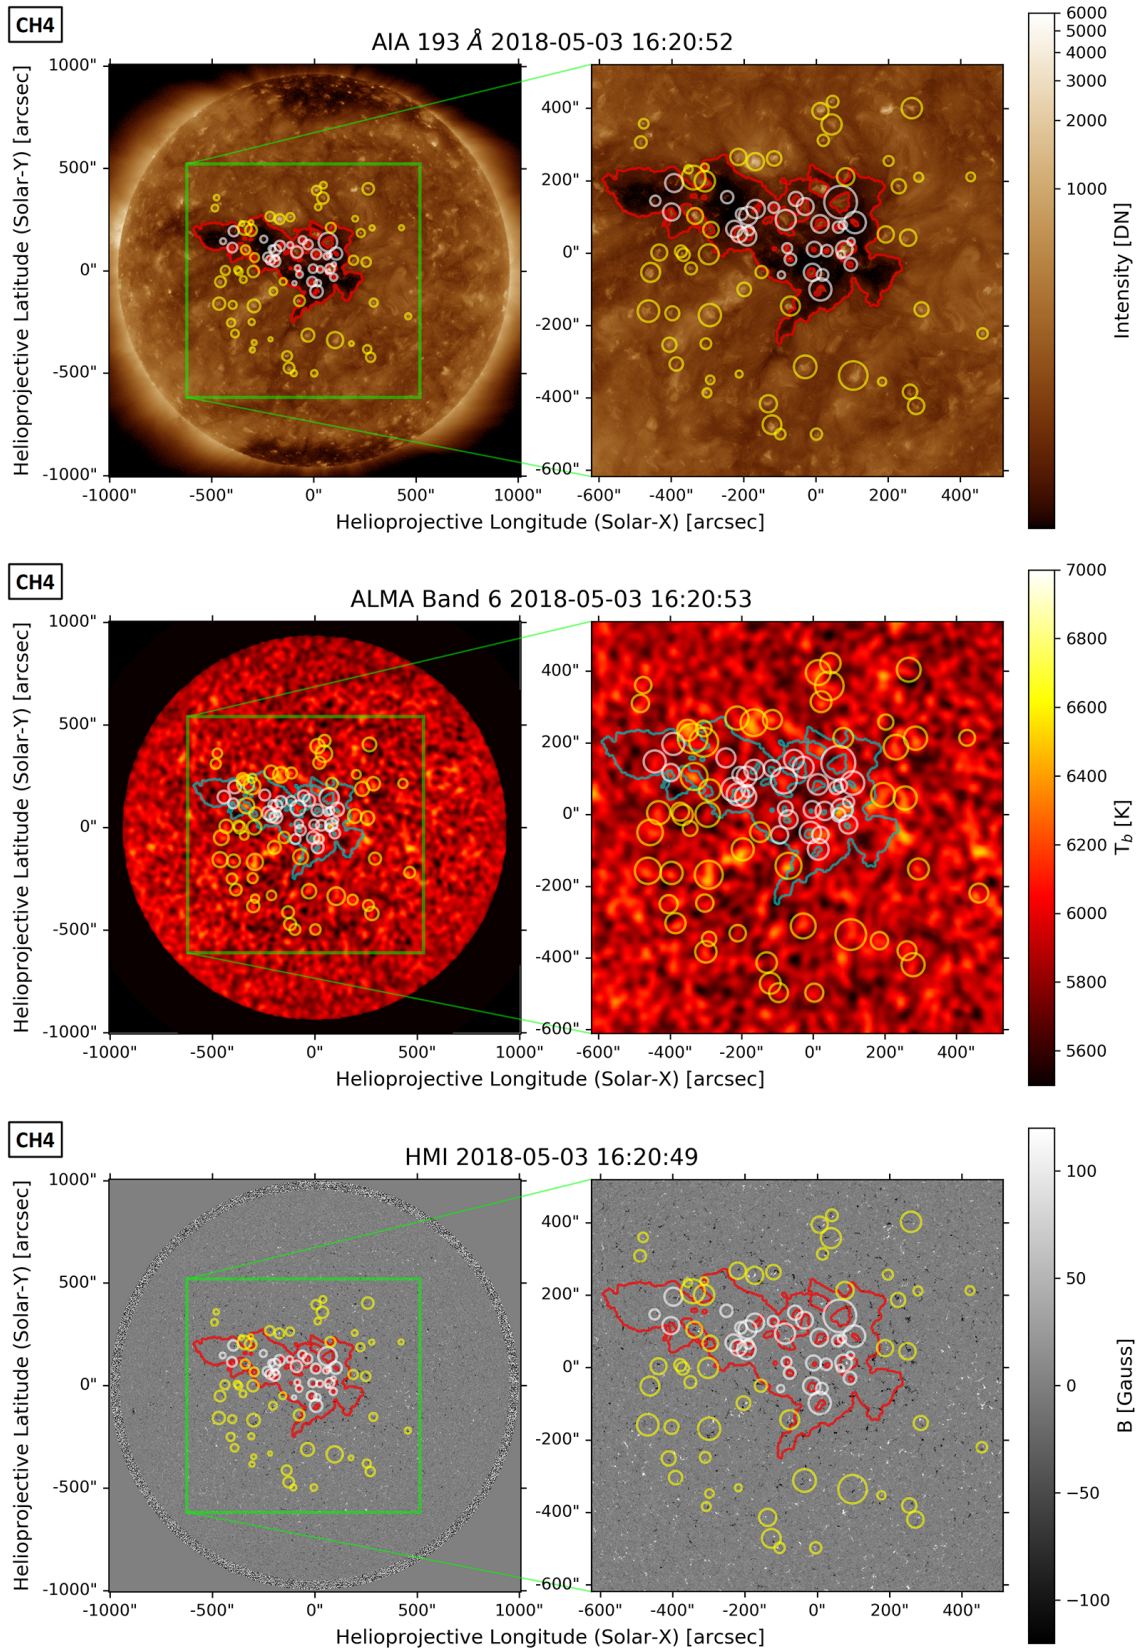 CH4
AIA 193 Å 2018-05-03 16:20:52
Helioprojective Latitude (Solar-Y) [arcsec]
1000"
500"
0"
-500"
-1000"
-1000" -500" 0" 500" 1000"
Helioprojective Longitude (Solar-X) [arcsec]
400"
200"
0"
-200"
-400"
-600"
-600" -400" -200" 0" 200" 400"
6000
5000
4000
3000
2000
1000
Intensity [DN]
CH4
ALMA Band 6 2018-05-03 16:20:53
Helioprojective Latitude (Solar-Y) [arcsec]
1000"
500"
0"
-500"
-1000"
-1000" -500" 0" 500" 1000"
Helioprojective Longitude (Solar-X) [arcsec]
400"
200"
0"
-200"
-400"
-600"
-600" -400" -200" 0" 200" 400"
7000
6800
6600
6400
6200
6000
5800
5600
T_b [K]
CH4
HMI 2018-05-03 16:20:49
Helioprojective Latitude (Solar-Y) [arcsec]
1000"
500"
0"
-500"
-1000"
-1000" -500" 0" 500" 1000"
Helioprojective Longitude (Solar-X) [arcsec]
400"
200"
0"
-200"
-400"
-600"
-600" -400" -200" 0" 200" 400"
100
50
0
−50
−100
B [Gauss]